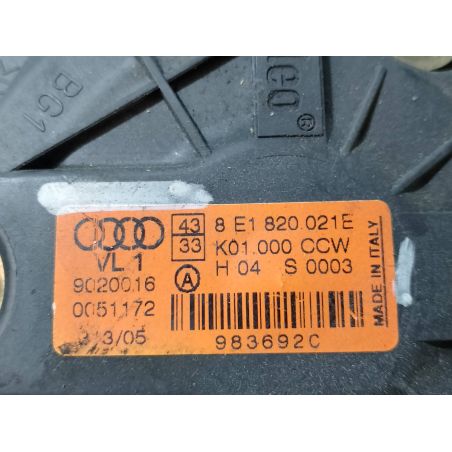 BG1
®
43
33
8 E1 820.021E
K01.000 CCW
VL 1
A
H 04 S 0003
9020016
0051172
983692C
MADE IN ITALY